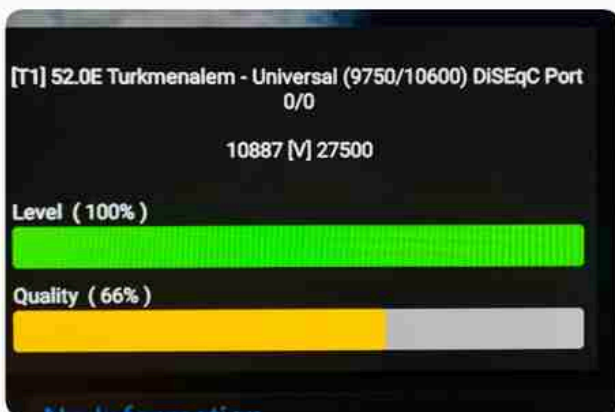 [T1] 52.0E Turkmenalem - Universal (9750/10600) DiSEqC Port
0/0
10887 [V] 27500
Level ( 100% )
Quality ( 66% )